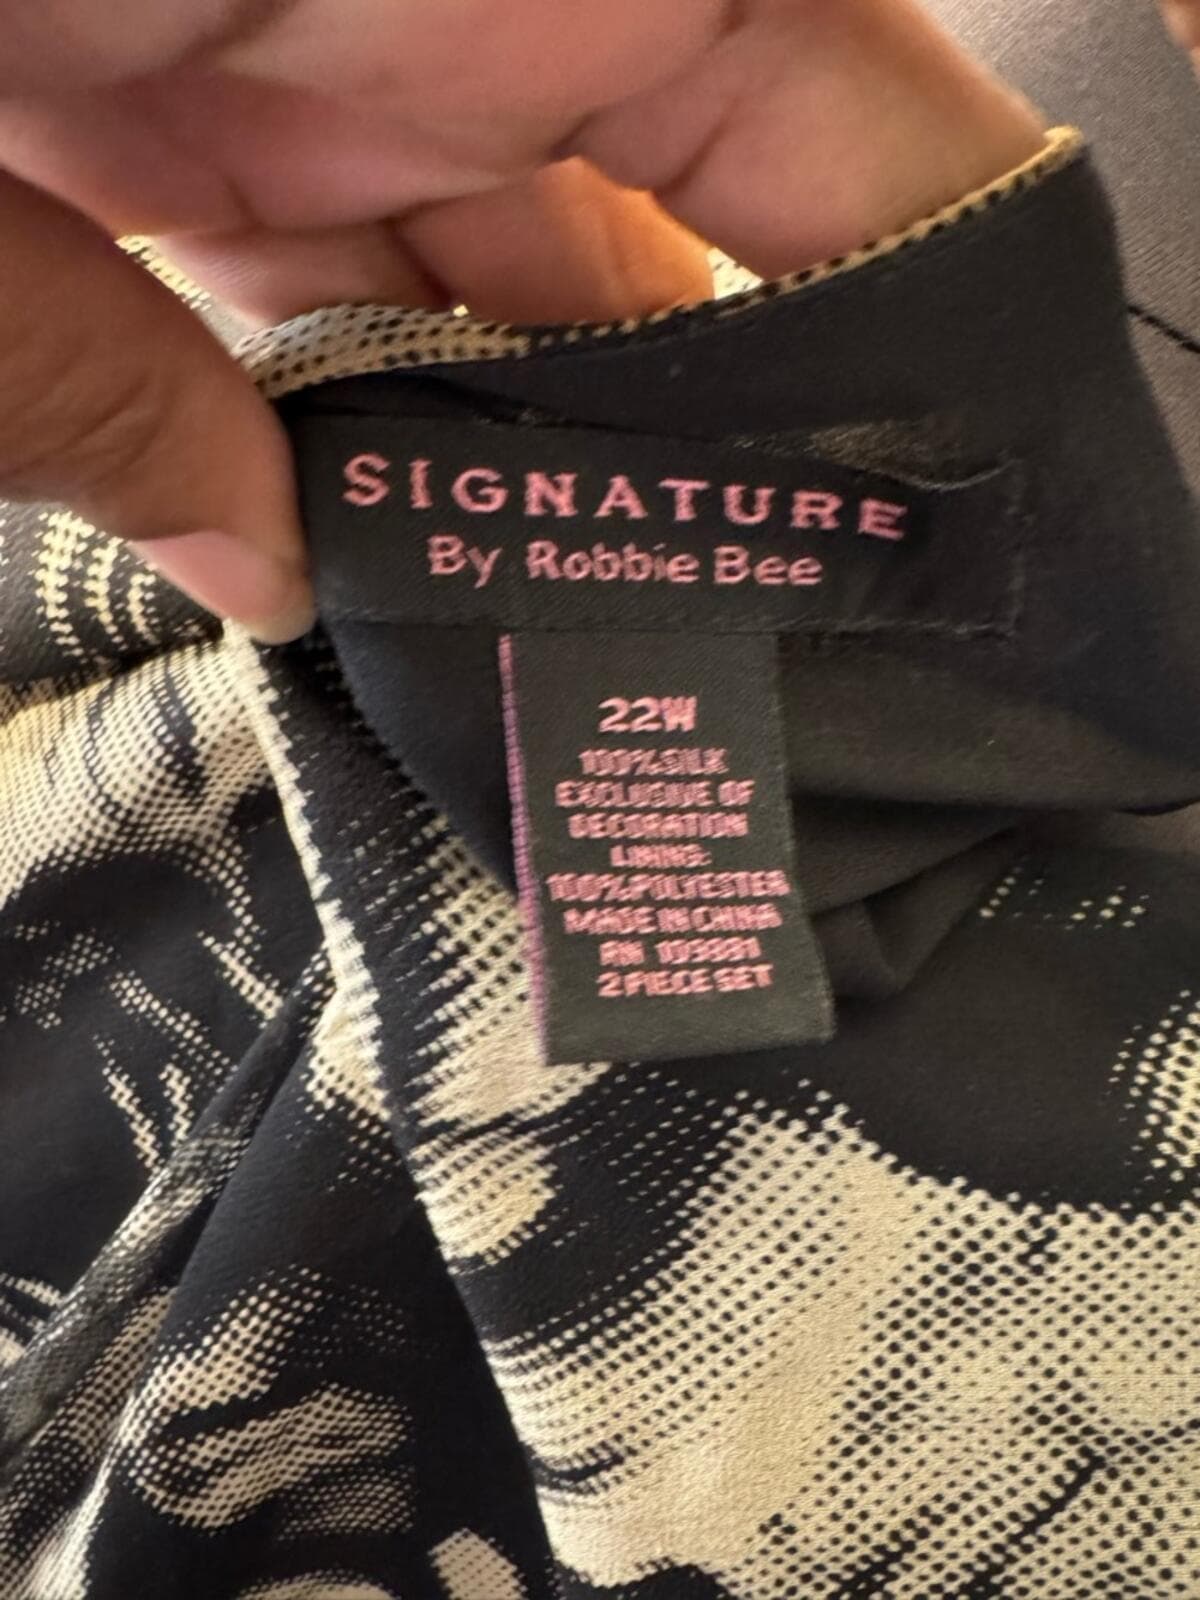 SIGNATURE
By Robbie Bee
22W
100% SILK
EXCLUSIVE OF
DECORATION
LINING:
100% POLYESTER
MADE IN CHINA
RN
2 PIECE SET